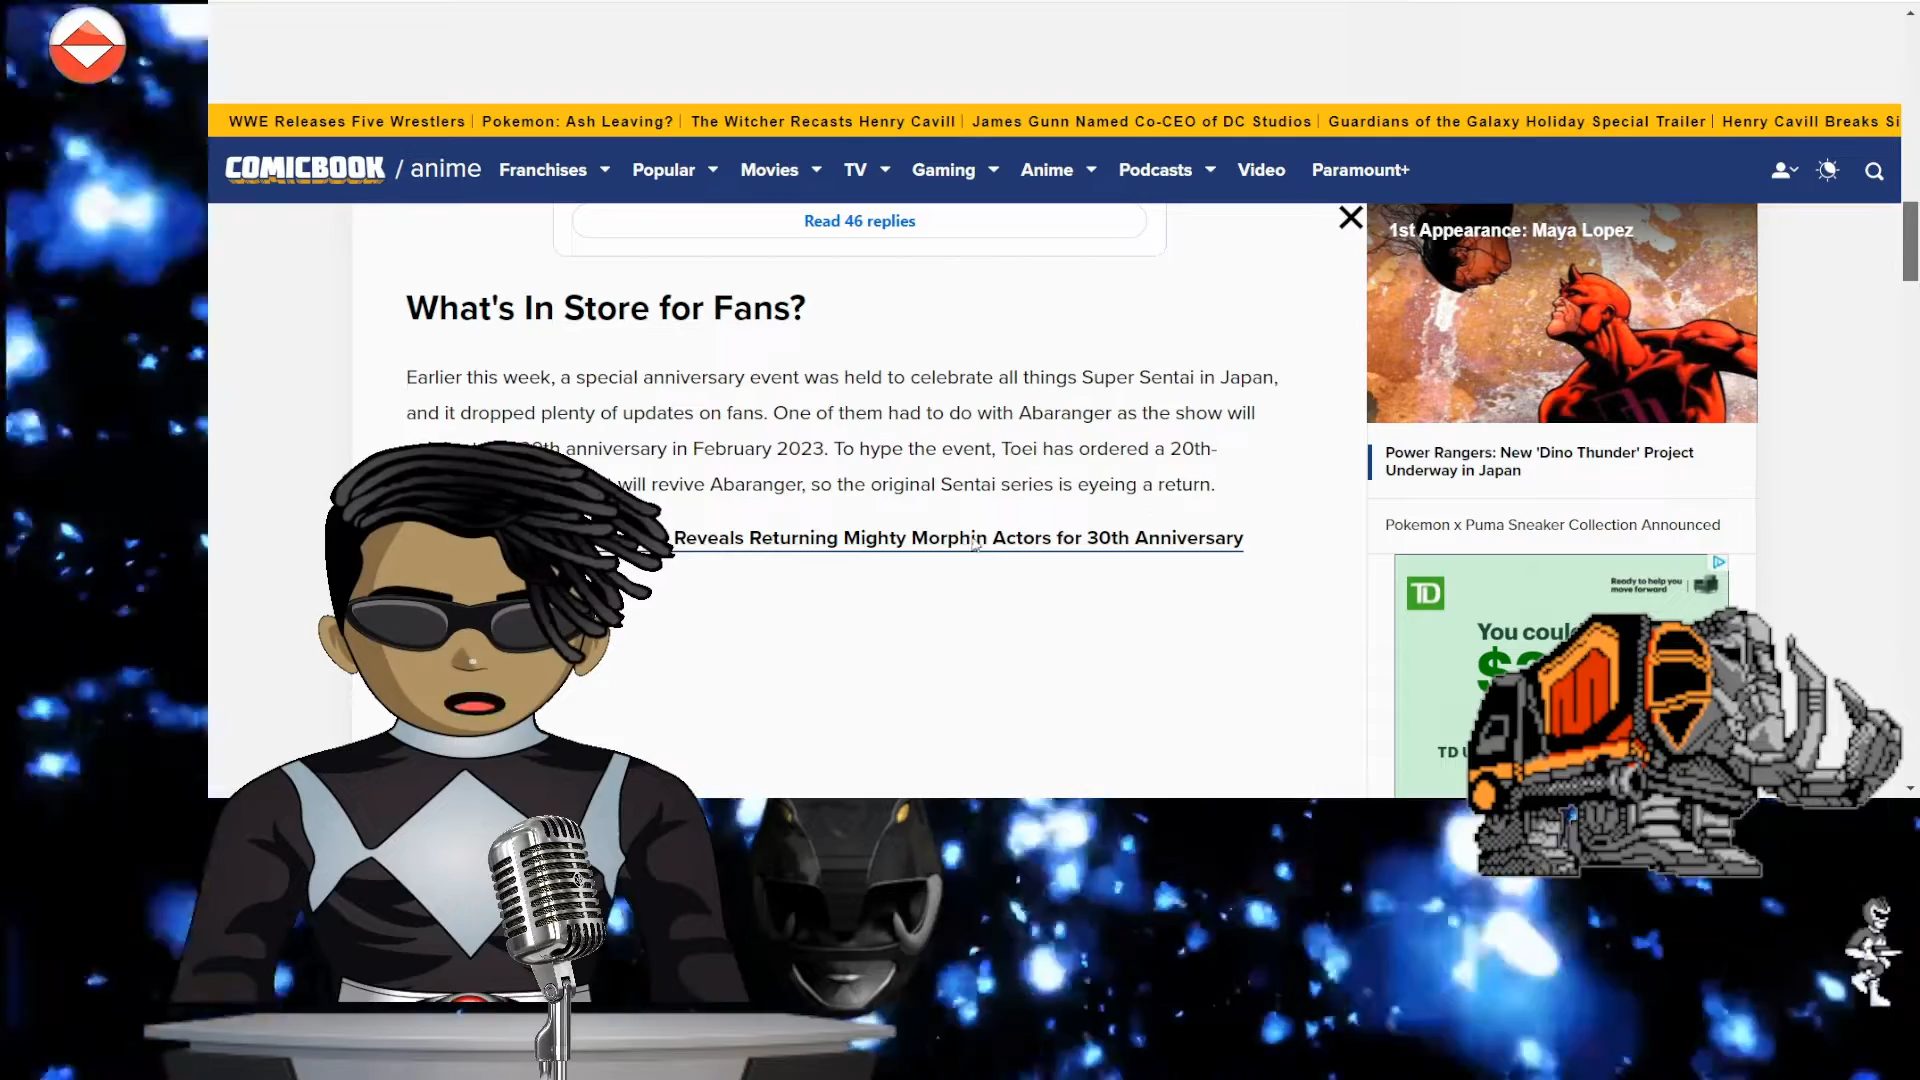 WWE Releases Five Wrestlers | Pokemon: Ash Leaving? | The Witcher Recasts Henry Cavill | James Gunn Named Co-CEO of DC Studios | Guardians of the Galaxy Holiday Special Trailer | Henry Cavill Breaks Si
COMICBOOK / anime Franchises Popular Movies TV Gaming Anime Podcasts Video Paramount+
Read 46 replies
What's In Store for Fans?
Earlier this week, a special anniversary event was held to celebrate all things Super Sentai in Japan,
and it dropped plenty of updates on fans. One of them had to do with Abaranger as the show will
anniversary in February 2023. To hype the event, Toei has ordered a 20th-
will revive Abaranger, so the original Sentai series is eyeing a return.
Reveals Returning Mighty Morphin Actors for 30th Anniversary
1st Appearance: Maya Lopez
Power Rangers: New 'Dino Thunder' Project
Underway in Japan
Pokemon x Puma Sneaker Collection Announced
TD
Ready to help you
move forward
You could
$
TD